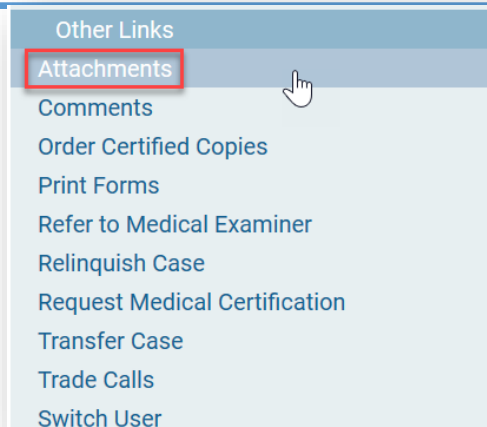 Other Links
Attachments
Comments
Order Certified Copies
Print Forms
Refer to Medical Examiner
Relinquish Case
Request Medical Certification
Transfer Case
Trade Calls
Switch User